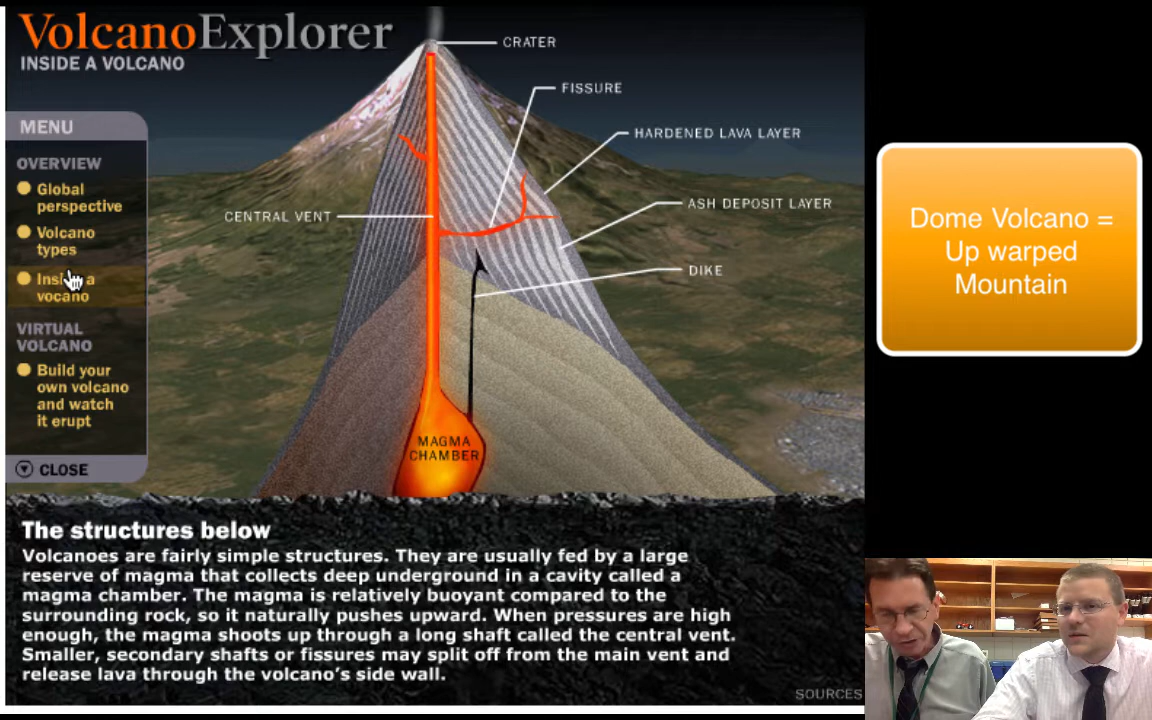 VolcanoExplorer
INSIDE A VOLCANO
MENU
OVERVIEW
Global
perspective
Volcano
types
a
vocano
VIRTUAL
VOLCANO
Build your
own volcano
and watch
it erupt
CLOSE
CRATER
FISSURE
HARDENED LAVA LAYER
ASH DEPOSIT LAYER
CENTRAL VENT
DIKE
MAGMA
CHAMBER
The structures below
Volcanoes are fairly simple structures. They are usually fed by a large
reserve of magma that collects deep underground in a cavity called a
magma chamber. The magma is relatively buoyant compared to the
surrounding rock, so it naturally pushes upward. When pressures are high
enough, the magma shoots up through a long shaft called the central vent.
Smaller, secondary shafts or fissures may split off from the main vent and
release lava through the volcano's side wall.
SOURCES
Dome Volcano =
Up warped
Mountain